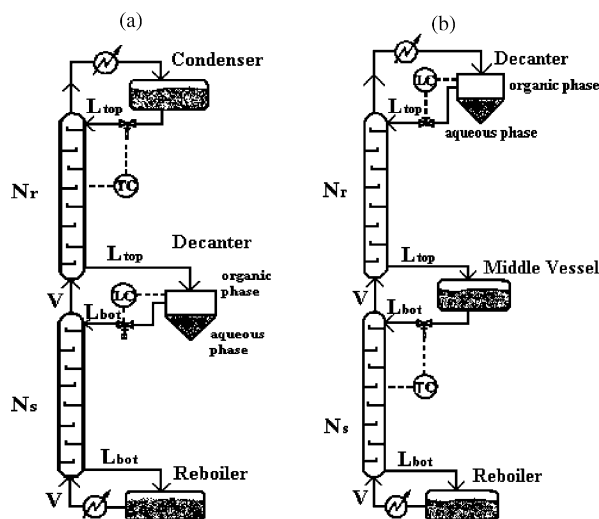 (a)
Condenser
Ltop
TC
Nr
Ltop
Decanter
organic
phase
V
LC
Lbot
aqueous
phase
Ns
Lbot
Reboiler
V
(b)
Decanter
LC
organic phase
Ltop
aqueous phase
Nr
Ltop
Middle Vessel
V
Lbot
TC
Ns
Lbot
Reboiler
V